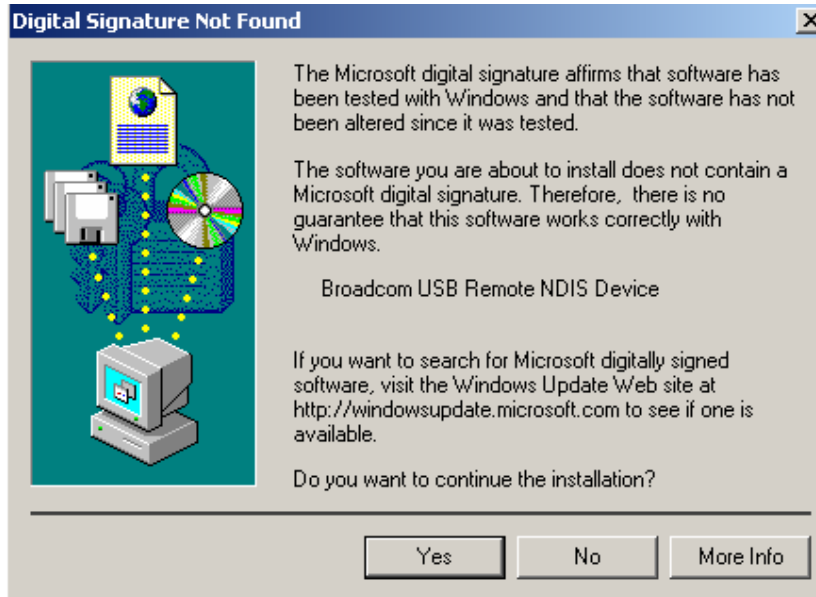 Digital Signature Not Found
The Microsoft digital signature affirms that software has
been tested with Windows and that the software has not
been altered since it was tested.
The software you are about to install does not contain a
Microsoft digital signature. Therefore,  there is no
guarantee that this software works correctly with
Windows.
Broadcom USB Remote NDIS Device
If you want to search for Microsoft digitally signed
software, visit the Windows Update Web site at
http://windowsupdate.microsoft.com to see if one is
available.
Do you want to continue the installation?
Yes
No
More Info